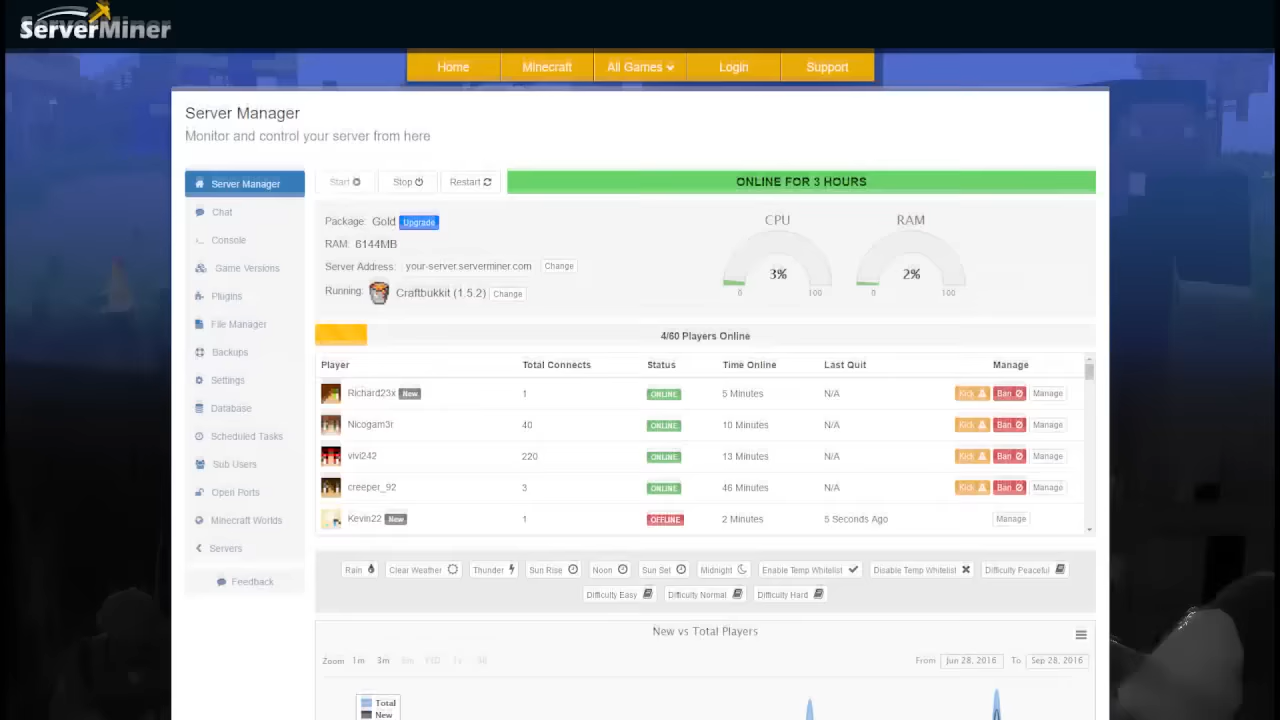 ServerMiner
Home Minecraft All Games Login Support
Server Manager
Monitor and control your server from here
Server Manager
Chat
Console
Game Versions
Plugins
File Manager
Backups
Settings
Database
Scheduled Tasks
Sub Users
Open Ports
Minecraft Worlds
Servers
Feedback
Start Stop Restart ONLINE FOR 3 HOURS
Package: Gold Upgrade
RAM: 6144MB
Server Address: your-server.serverminer.com Change
Running: Craftbukkit (1.5.2) Change
CPU RAM
3% 2%
0 100 0 100
4/60 Players Online
Player Total Connects Status Time Online Last Quit Manage
Richard23x New 1 ONLINE 5 Minutes N/A Kick Ban Manage
Nicogam3r 40 ONLINE 10 Minutes N/A Kick Ban Manage
vivi242 220 ONLINE 13 Minutes N/A Kick Ban Manage
creeper_92 3 ONLINE 46 Minutes N/A Kick Ban Manage
Kevin22 New 1 OFFLINE 2 Minutes 5 Seconds Ago Manage
Rain Clear Weather Thunder Sun Rise Noon Sun Set Midnight Enable Temp Whitelist Disable Temp Whitelist Difficulty Peaceful
Difficulty Easy Difficulty Normal Difficulty Hard
New vs Total Players
Zoom 1m 3m YTD 1y From Jun 28, 2016 To Sep 28, 2016
Total
New